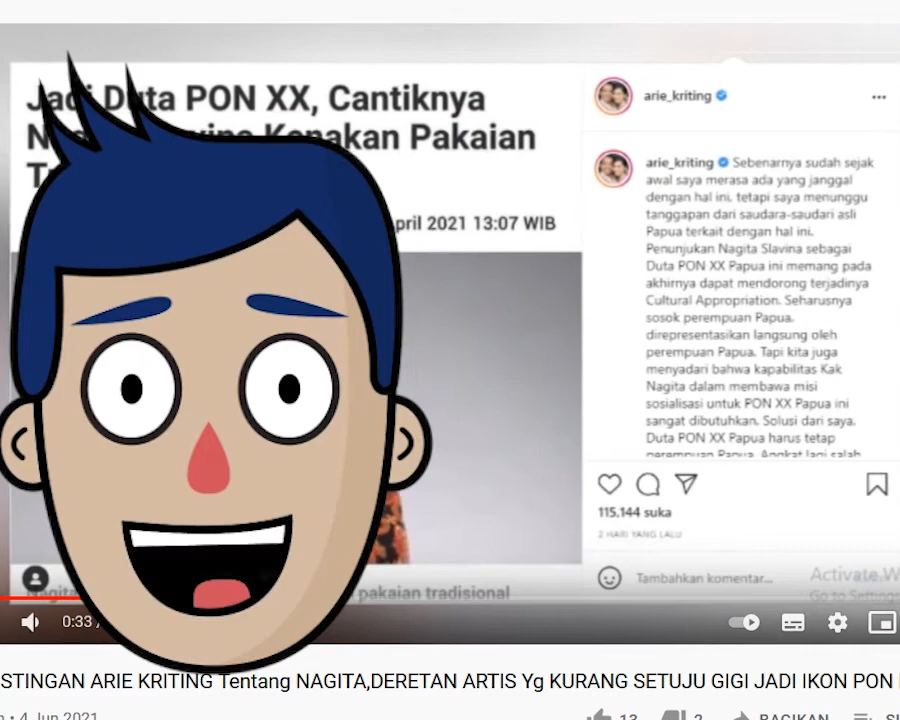 Jadi Duta PON XX, Cantiknya
Kenakan Pakaian
pril 2021 13:07 WIB
pakaian tradisional
arie_kriting
arie_kriting Sebenarnya sudah sejak
awal saya merasa ada yang janggal
dengan hal ini, tetapi saya menunggu
tanggapan dari saudara-saudari asli
Papua terkait dengan hal ini.
Penunjukan Nagita Slavina sebagai
Duta PON XX Papua ini memang pada
akhirnya dapat mendorong terjadinya
Cultural Appropriation. Seharusnya
sosok perempuan Papua.
direpresentasikan langsung oleh
perempuan Papua. Tapi kita juga
menyadari bahwa kapabilitas Kak
Nagita dalam membawa misi
sosialisasi untuk PON XX Papua ini
sangat dibutuhkan. Solusi dari saya.
Duta PON XX Papua harus tetap
perempuan Papua. Angkat lagi salah
115.144 suka
2 HARI YANG LALU
Tambahkan komentar...
Activate W
Go to Settings
0:33 /
STINGAN ARIE KRITING Tentang NAGITA,DERETAN ARTIS Yg KURANG SETUJU GIGI JADI IKON PON
• 4 Jun 2021
13
2
BAGIKAN